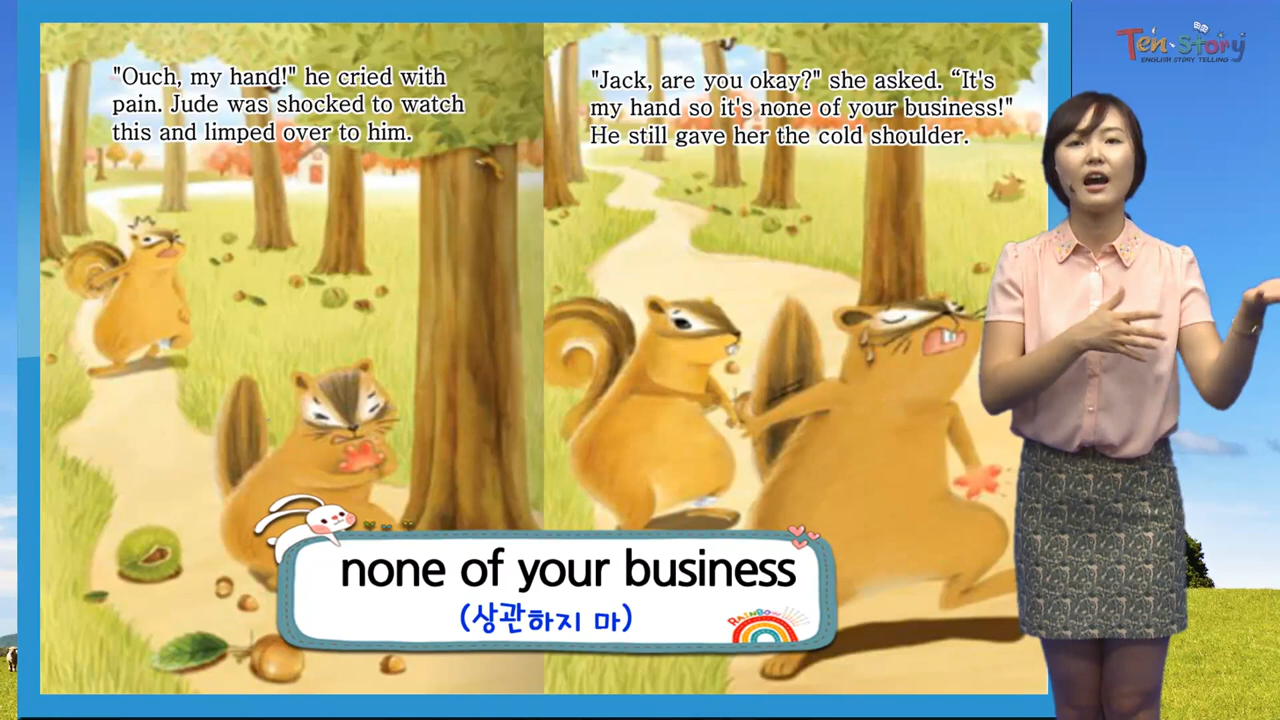 Ten Story
ENGLISH STORY TELLING
"Ouch, my hand!" he cried with
pain. Jude was shocked to watch
this and limped over to him.
"Jack, are you okay?" she asked. “It's
my hand so it's none of your business!"
He still gave her the cold shoulder.
none of your business
(상관하지 마)
RAINBOW